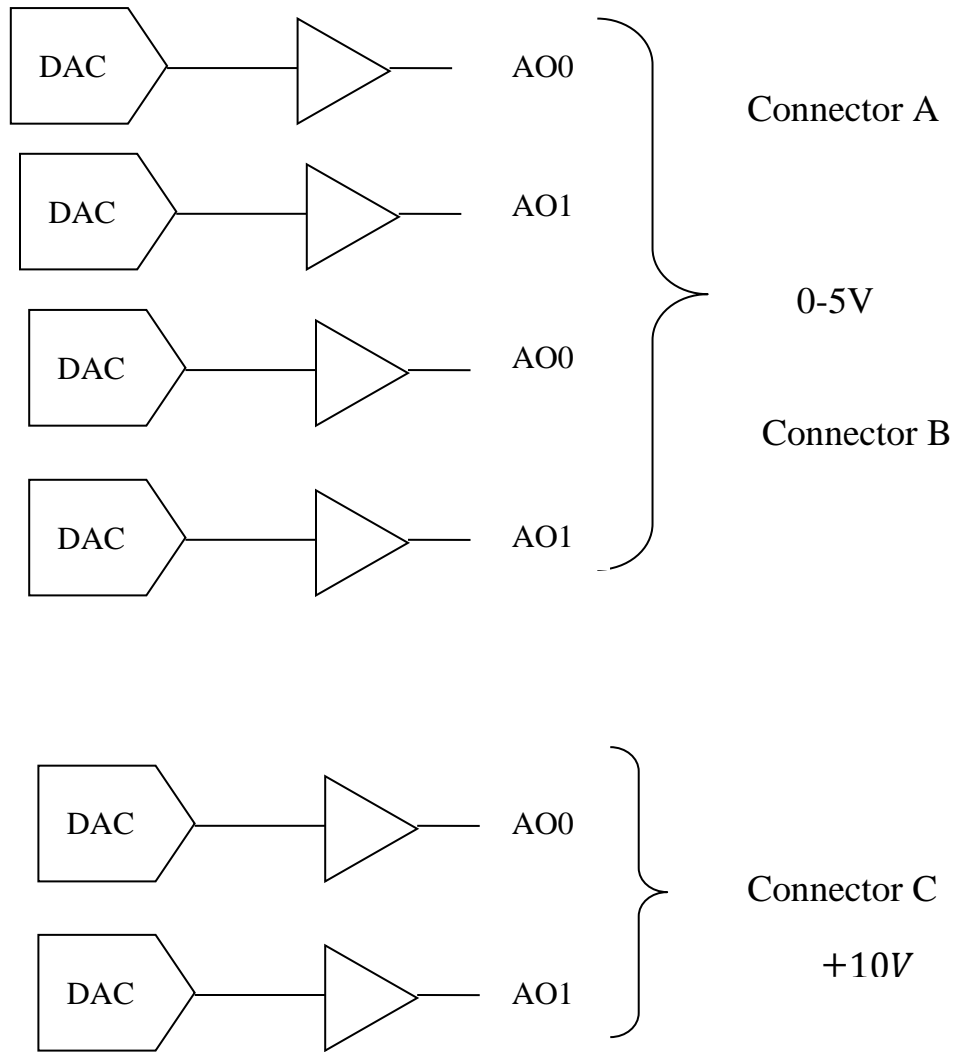 DAC AO0
Connector A
DAC AO1
0-5V
DAC AO0
Connector B
DAC AO1
DAC AO0
Connector C
+10V
DAC AO1